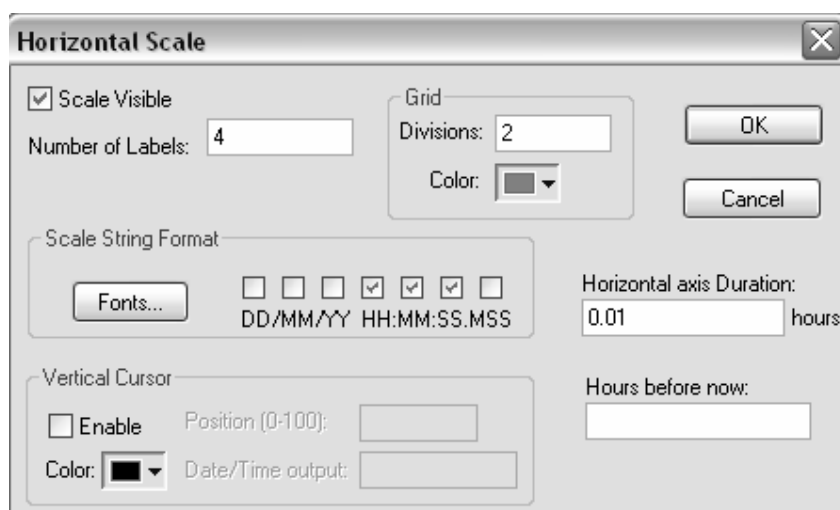 Horizontal Scale
Scale Visible
Number of Labels: 4
Grid
Divisions: 2
Color:
OK
Cancel
Scale String Format
Fonts...
DD/MM/YY HH:MM:SS.MSS
Horizontal axis Duration:
0.01 hours
Vertical Cursor
Enable
Position (0-100):
Color:
Date/Time output:
Hours before now: